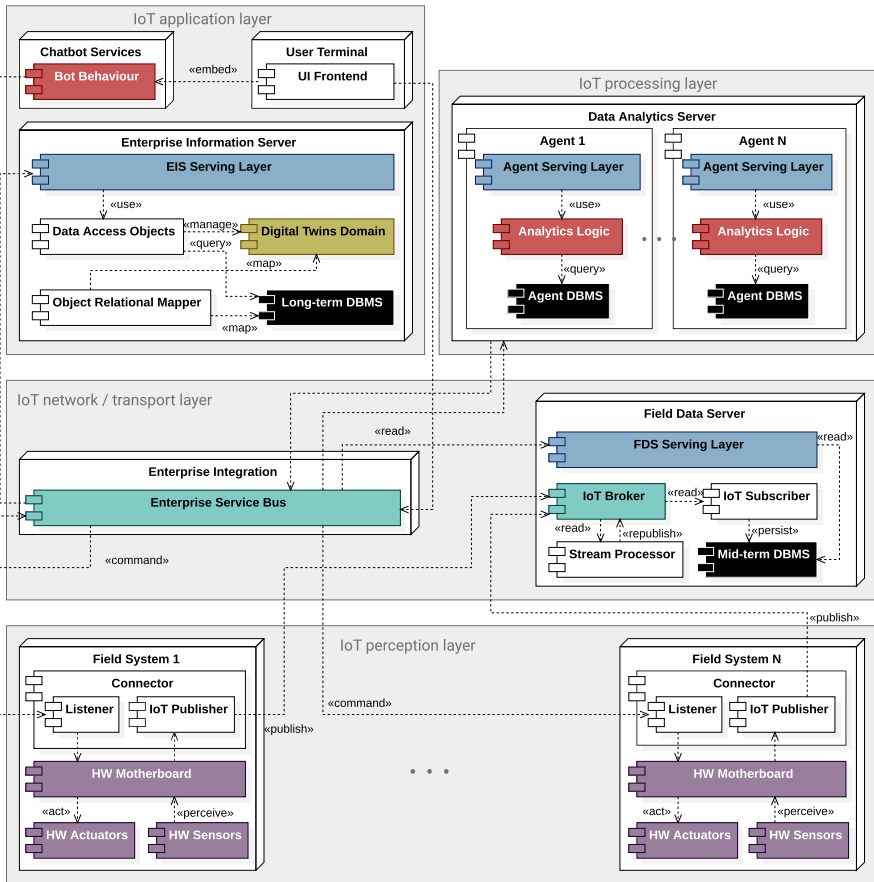 IoT application layer
Chatbot Services
Bot Behaviour
«embed»
User Terminal
UI Frontend
Enterprise Information Server
EIS Serving Layer
«use»
Data Access Objects
«manage»
Digital Twins Domain
«query»
«map»
Object Relational Mapper
Long-term DBMS
«map»
IoT processing layer
Data Analytics Server
Agent 1
Agent Serving Layer
«use»
Analytics Logic
«query»
Agent DBMS
Agent N
Agent Serving Layer
«use»
Analytics Logic
«query»
Agent DBMS
IoT network / transport layer
«read»
Enterprise Integration
Enterprise Service Bus
«command»
Field Data Server
FDS Serving Layer
«read»
IoT Broker
«read»
IoT Subscriber
«read»
«republish»
«persist»
Stream Processor
Mid-term DBMS
«publish»
IoT perception layer
Field System 1
Connector
Listener
IoT Publisher
«publish»
HW Motherboard
«act»
«perceive»
HW Actuators
HW Sensors
«command»
Field System N
Connector
Listener
IoT Publisher
HW Motherboard
«act»
«perceive»
HW Actuators
HW Sensors